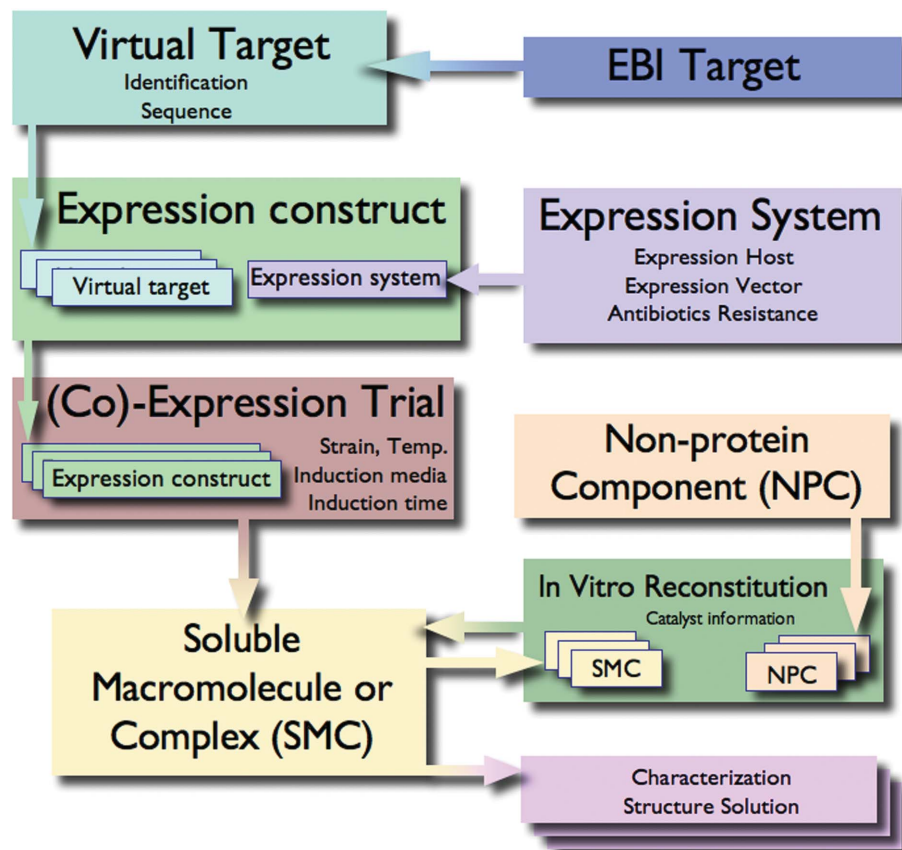 Virtual Target
Identification
Sequence
EBI Target
Expression construct
Virtual target
Expression system
Expression System
Expression Host
Expression Vector
Antibiotics Resistance
(Co)-Expression Trial
Strain, Temp.
Induction media
Induction time
Expression construct
Non-protein
Component (NPC)
In Vitro Reconstitution
Catalyst information
SMC
NPC
Soluble
Macromolecule or
Complex (SMC)
Characterization
Structure Solution